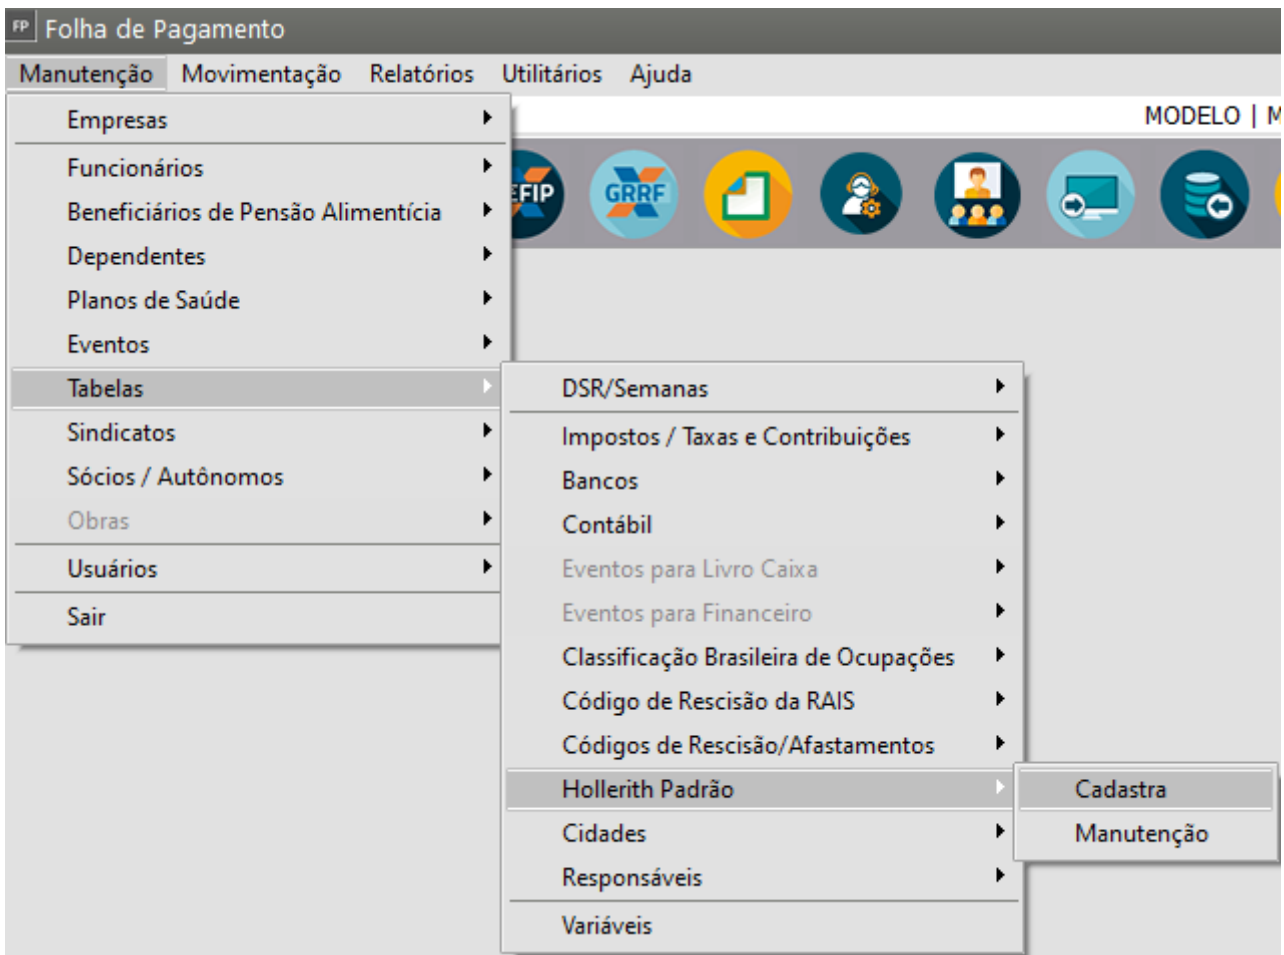 FP Folha de Pagamento
Manutenção Movimentação Relatórios Utilitários Ajuda
MODELO | M
Empresas
Funcionários
Beneficiários de Pensão Alimentícia
Dependentes
Planos de Saúde
Eventos
Tabelas
Sindicatos
Sócios / Autônomos
Obras
Usuários
Sair
EFIP
GRRF
DSR/Semanas
Impostos / Taxas e Contribuições
Bancos
Contábil
Eventos para Livro Caixa
Eventos para Financeiro
Classificação Brasileira de Ocupações
Código de Rescisão da RAIS
Códigos de Rescisão/Afastamentos
Hollerith Padrão
Cidades
Responsáveis
Variáveis
Cadastra
Manutenção